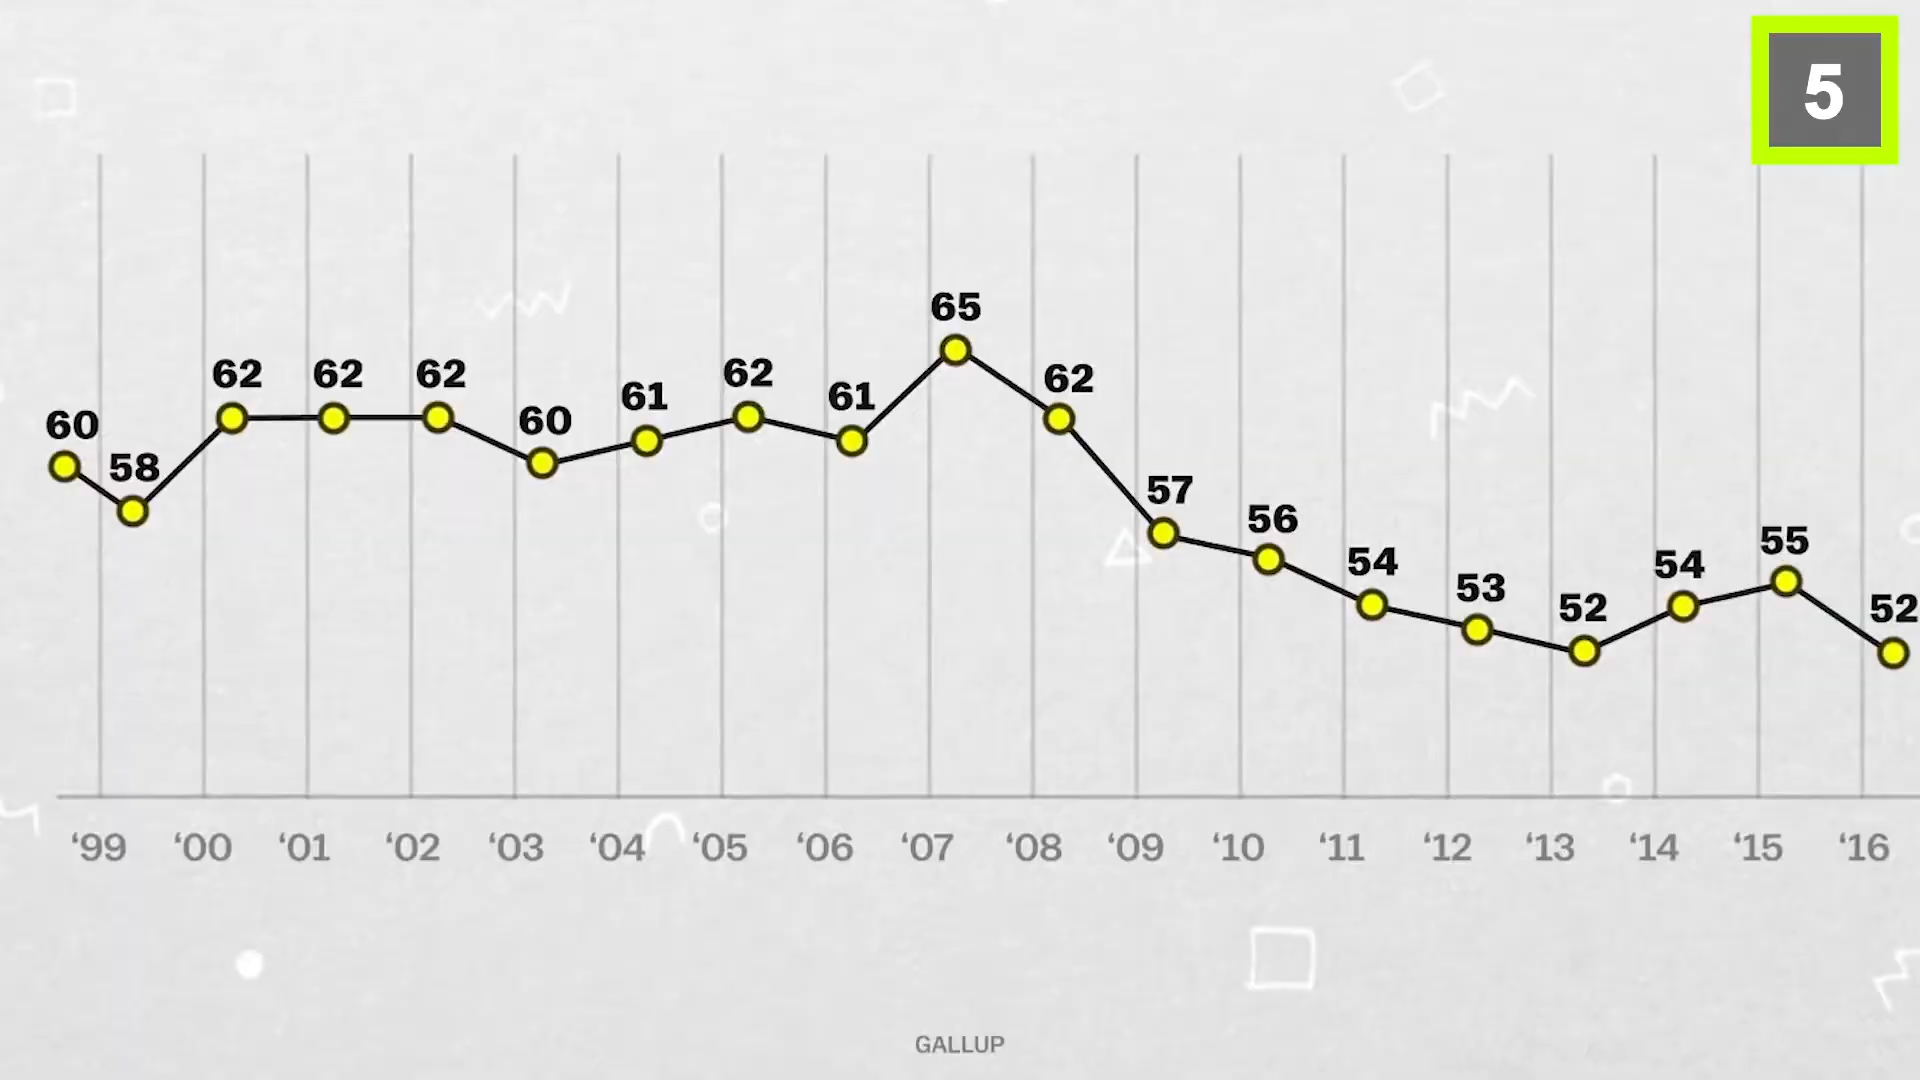 5
65
62 62 62 62 62
60 58 60 61 61
57 56 54 53 52 54 55 52
‘99 ‘00 ‘01 ‘02 ‘03 ‘04 ‘05 ‘06 ‘07 ‘08 ‘09 ‘10 ‘11 ‘12 ‘13 ‘14 ‘15 ‘16
GALLUP